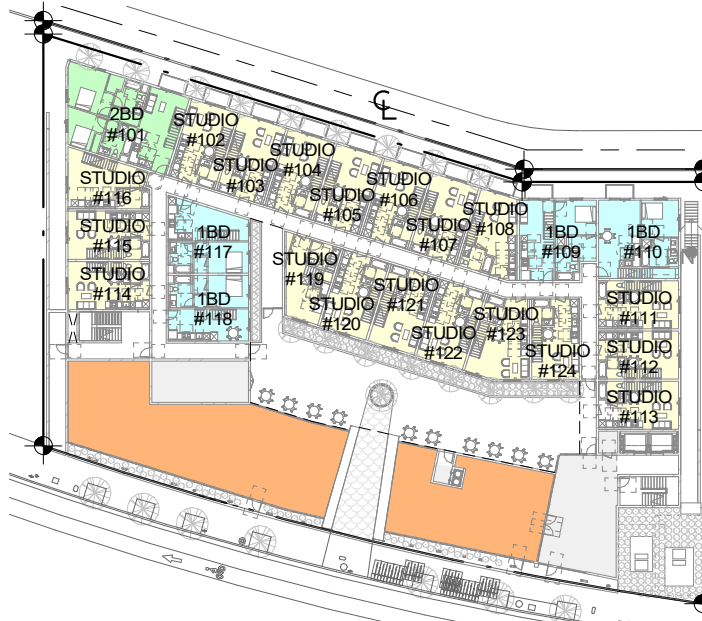 ℄
2BD
#101
STUDIO
#102
STUDIO
#103
STUDIO
#104
STUDIO
#105
STUDIO
#106
STUDIO
#107
STUDIO
#108
1BD
#109
1BD
#110
STUDIO
#111
STUDIO
#112
STUDIO
#113
STUDIO
#116
STUDIO
#115
STUDIO
#114
1BD
#117
1BD
#118
STUDIO
#119
STUDIO
#120
STUDIO
#121
STUDIO
#122
STUDIO
#123
STUDIO
#124